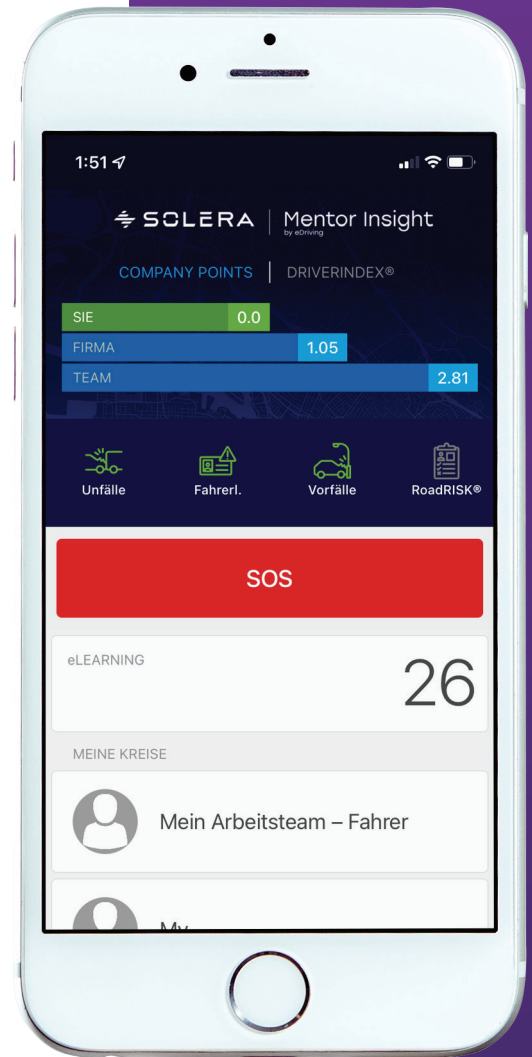 1:51
SOLERA | Mentor Insight
by eDriving
COMPANY POINTS | DRIVERINDEX®
SIE 0.0
FIRMA 1.05
TEAM 2.81
Unfälle Fahrerl. Vorfälle RoadRISK®
SOS
eLEARNING 26
MEINE KREISE
Mein Arbeitsteam – Fahrer